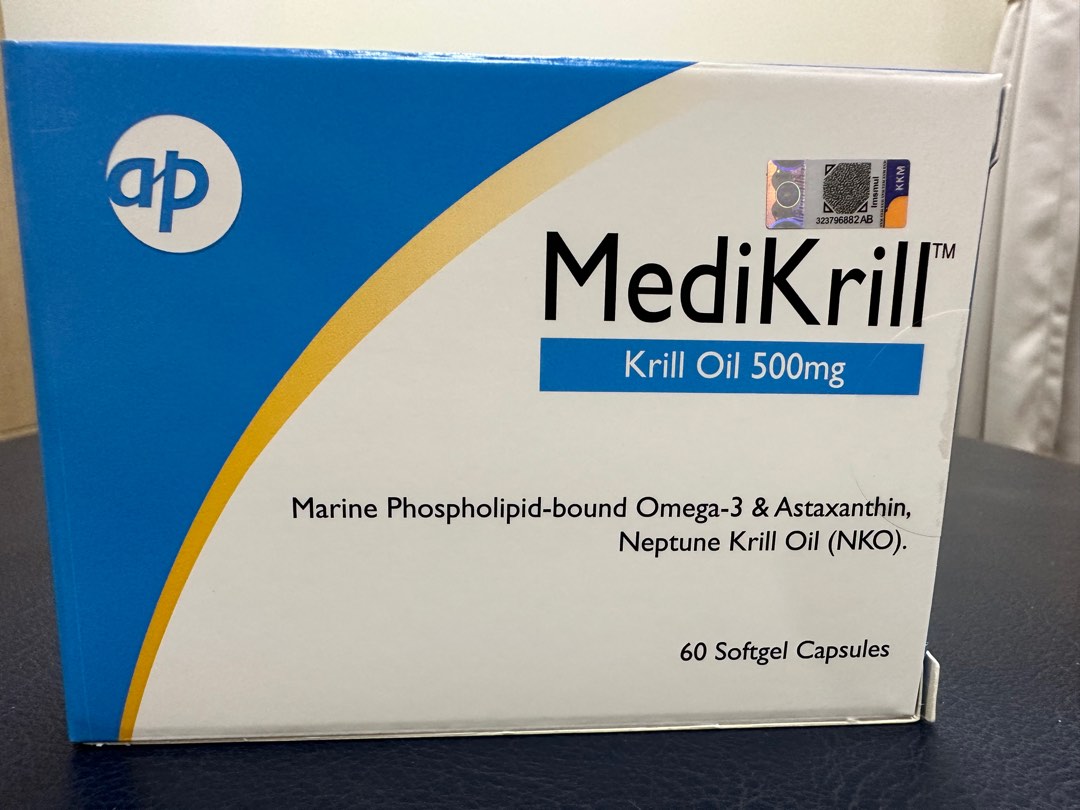 ap
KKM
323796882AB
MediKrill™
Krill Oil 500mg
Marine Phospholipid-bound Omega-3 & Astaxanthin,
Neptune Krill Oil (NKO).
60 Softgel Capsules